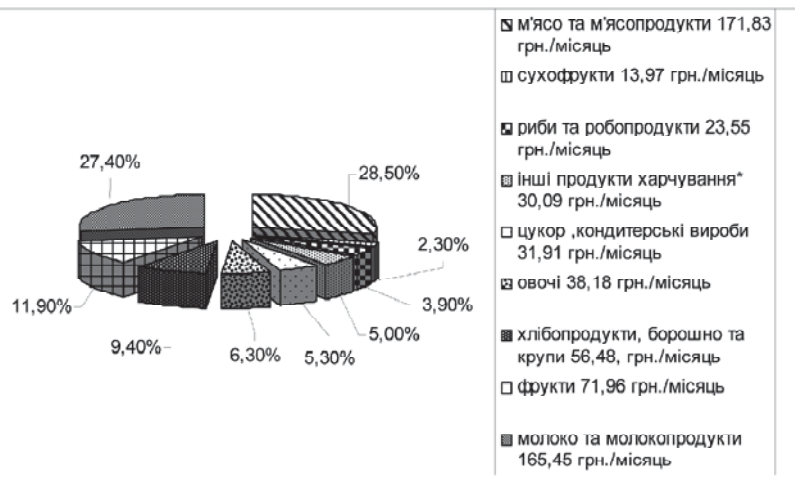 м'ясо та м'ясопродукти 171,83
грн./місяць
сухофрукти 13,97 грн./місяць
риби та робопродукти 23,55
грн./місяць
інші продукти харчування*
30,09 грн./місяць
цукор ,кондитерські вироби
31,91 грн./місяць
овочі 38,18 грн./місяць
хлібопродукти, борошно та
крупи 56,48, грн./місяць
фрукти 71,96 грн./місяць
молоко та молокопродукти
165,45 грн./місяць
27,40%
28,50%
2,30%
3,90%
5,00%
5,30%
6,30%
9,40%
11,90%